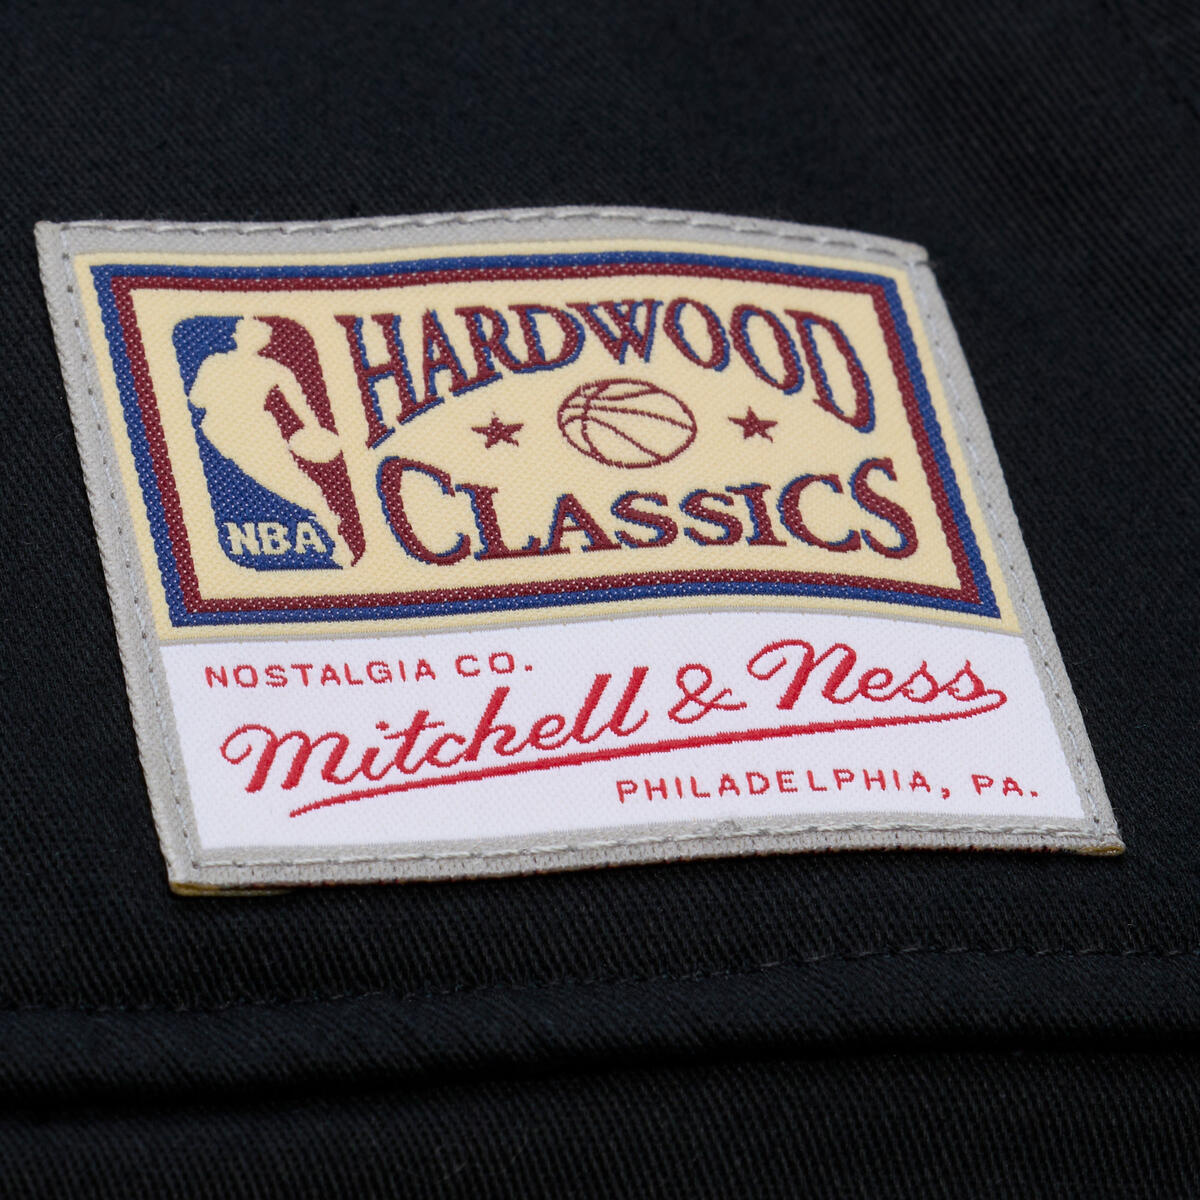 HARDWOOD
CLASSICS
NBA
NOSTALGIA CO.
Mitchell & Ness
PHILADELPHIA, PA.